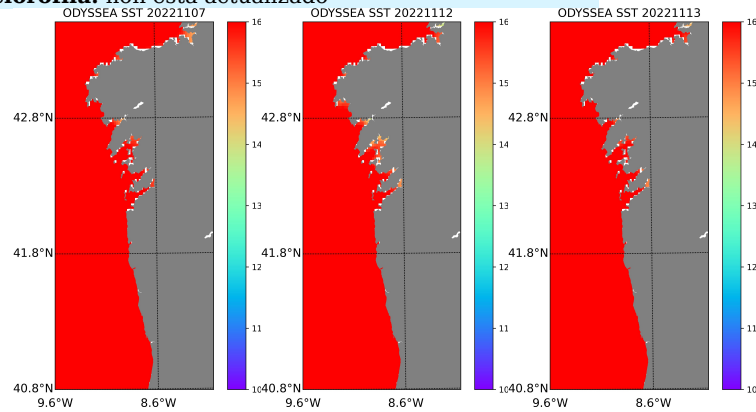 clorofila: non está actualizado
ODYSSEA SST 20221107
ODYSSEA SST 20221112
ODYSSEA SST 20221113
16
15
14
13
12
11
10
16
15
14
13
12
11
10
16
15
14
13
12
11
10
42.8°N
41.8°N
40.8°N
42.8°N
41.8°N
40.8°N
42.8°N
41.8°N
40.8°N
9.6°W
8.6°W
9.6°W
8.6°W
9.6°W
8.6°W